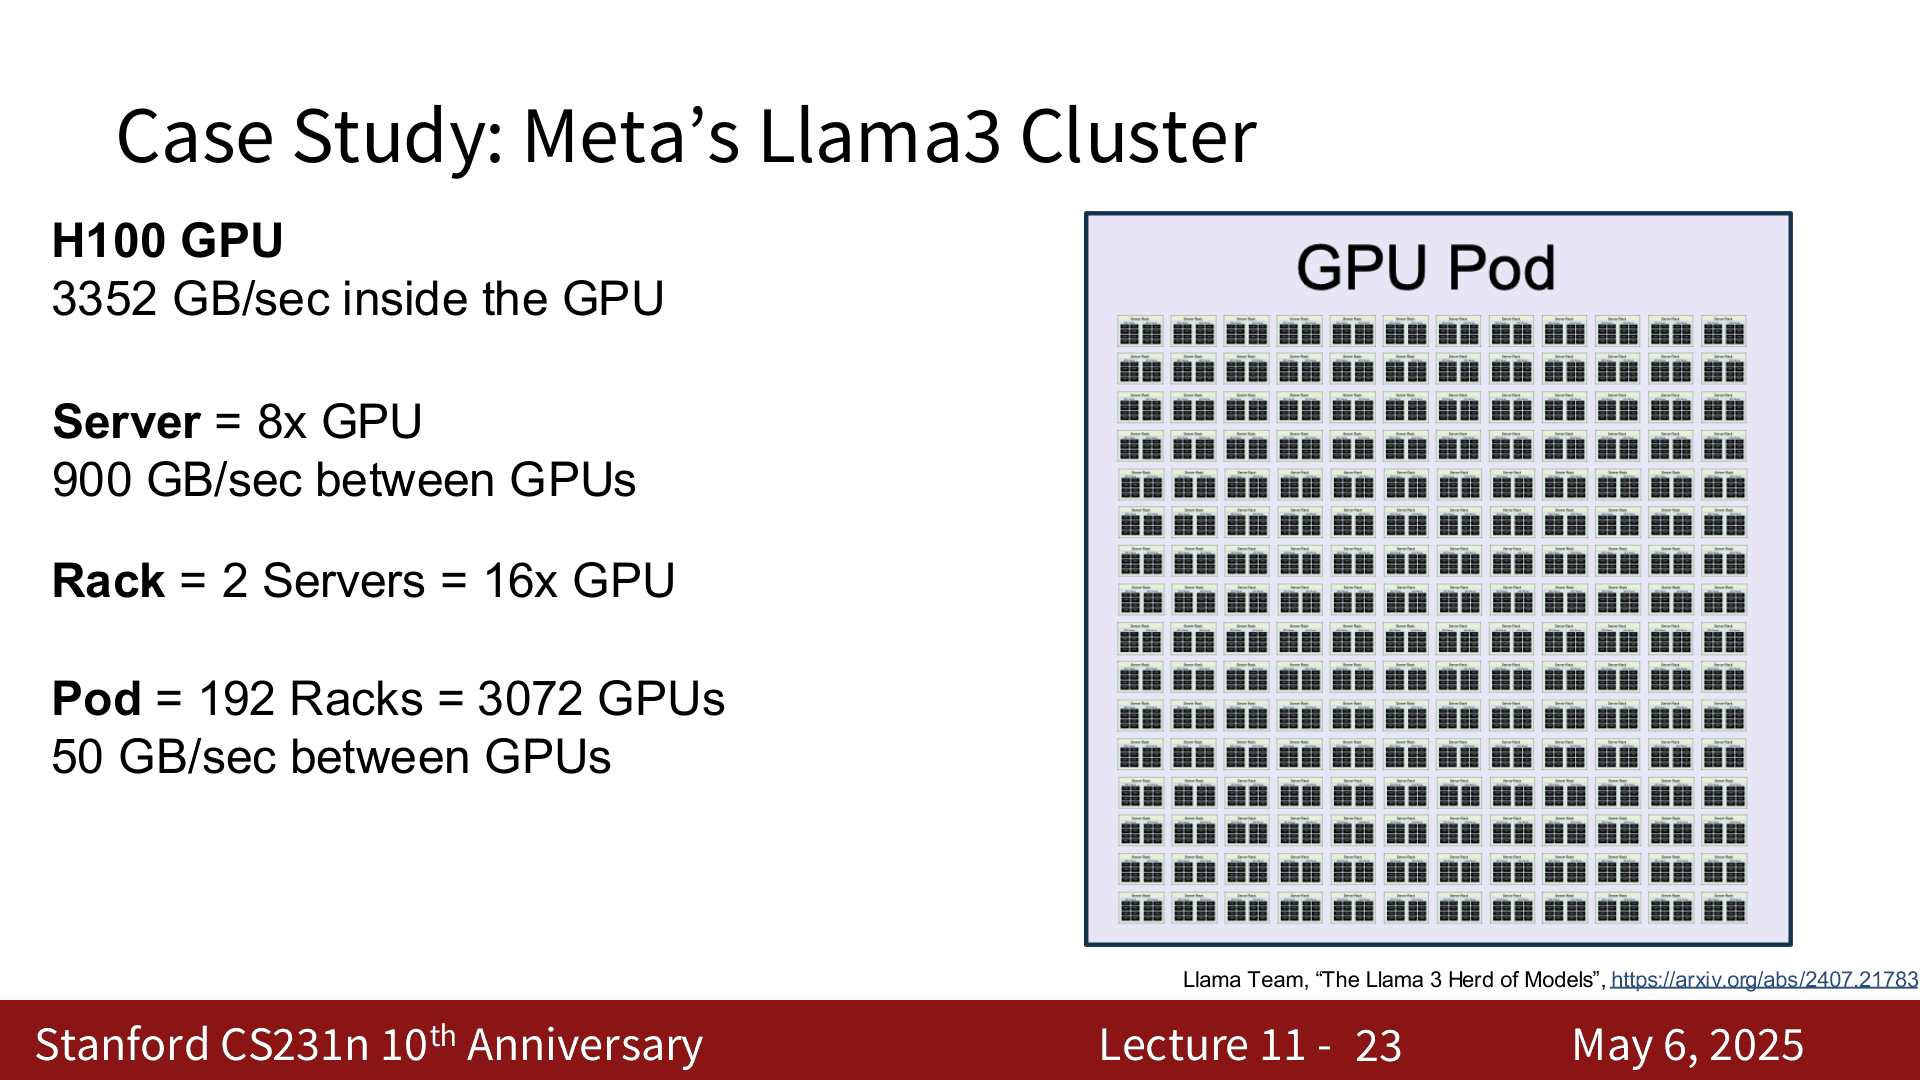 Case Study: Meta’s Llama3 Cluster
H100 GPU
3352 GB/sec inside the GPU
Server = 8x GPU
900 GB/sec between GPUs
Rack = 2 Servers = 16x GPU
Pod = 192 Racks = 3072 GPUs
50 GB/sec between GPUs
GPU Pod
Llama Team, “The Llama 3 Herd of Models”, https://arxiv.org/abs/2407.21783
Stanford CS231n 10th Anniversary
Lecture 11 - 23
May 6, 2025